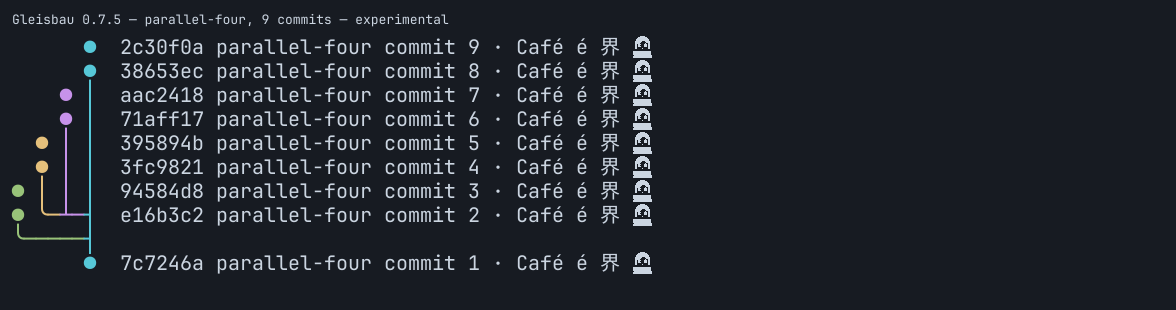 Gleisbau 0.7.5 — parallel-four, 9 commits — experimental
2c30f0a parallel-four commit 9 · Café é 界 🪦
38653ec parallel-four commit 8 · Café é 界 🪦
aac2418 parallel-four commit 7 · Café é 界 🪦
71aff17 parallel-four commit 6 · Café é 界 🪦
395894b parallel-four commit 5 · Café é 界 🪦
3fc9821 parallel-four commit 4 · Café é 界 🪦
94584d8 parallel-four commit 3 · Café é 界 🪦
e16b3c2 parallel-four commit 2 · Café é 界 🪦
7c7246a parallel-four commit 1 · Café é 界 🪦